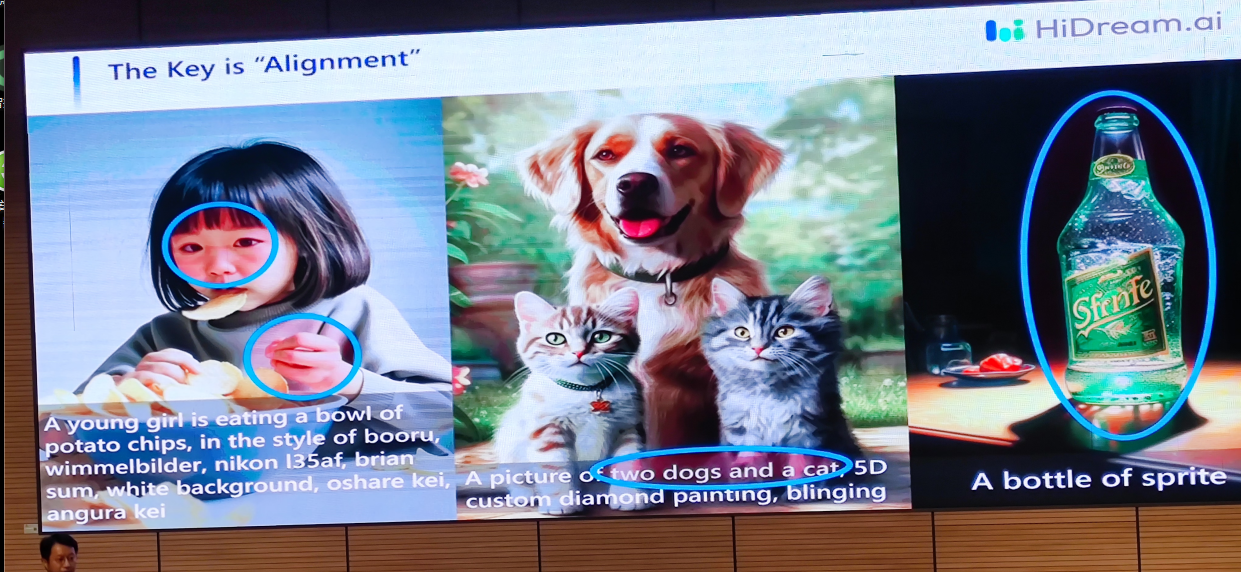 The Key is “Alignment”
HiDream.ai
A young girl is eating a bowl of
potato chips, in the style of booru,
wimmelbilder, nikon l35af, brian
sum, white background, oshare kei,
angura kei
A picture of two dogs and a cat, 5D
custom diamond painting, blinging
Sfrnfe
A bottle of sprite